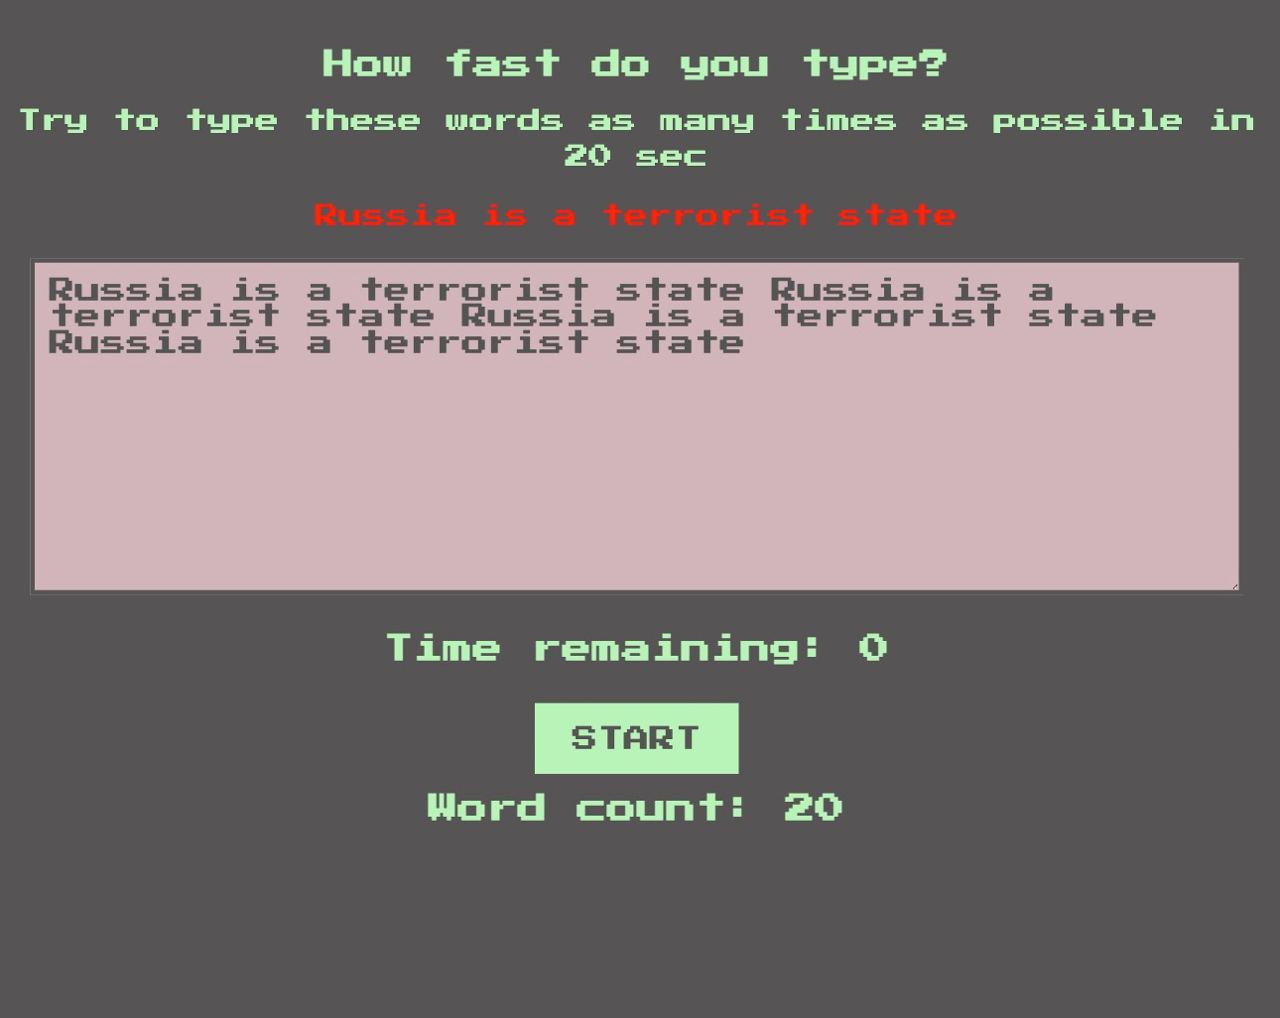 How fast do you type?
Try to type these words as many times as possible in
20 sec
Russia is a terrorist state
Russia is a terrorist state Russia is a
terrorist state Russia is a terrorist state
Russia is a terrorist state
Time remaining: 0
START
Word count: 20